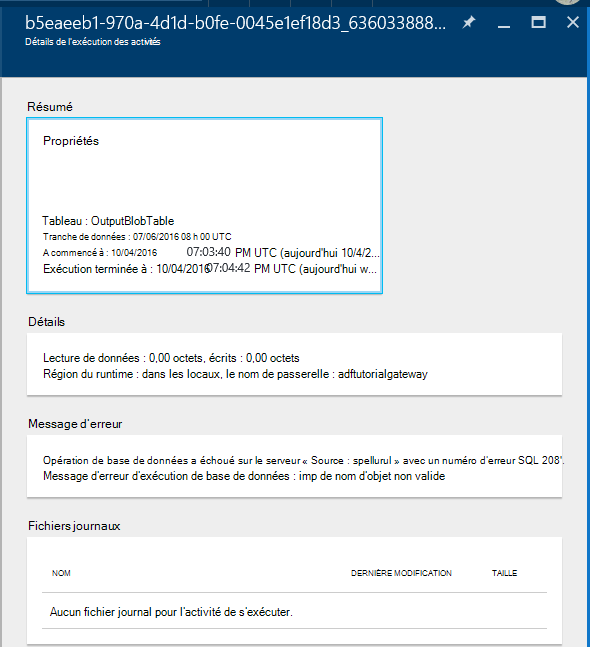 b5eaeeb1-970a-4d1d-b0fe-0045e1ef18d3_636033888...
Détails de l'exécution des activités
Résumé
Propriétés
Tableau : OutputBlobTable
Tranche de données : 07/06/2016 08 h 00 UTC
A commencé à : 10/04/2016 07:03:40 PM UTC (aujourd'hui 10/4/2...
Exécution terminée à : 10/04/2016 07:04:42 PM UTC (aujourd'hui w...
Détails
Lecture de données : 0,00 octets, écrits : 0,00 octets
Région du runtime : dans les locaux, le nom de passerelle : adftutorialgateway
Message d'erreur
Opération de base de données a échoué sur le serveur « Source : spellurul » avec un numéro d'erreur SQL 208'.
Message d'erreur d'exécution de base de données : imp de nom d'objet non valide
Fichiers journaux
NOM DERNIÈRE MODIFICATION TAILLE
Aucun fichier journal pour l'activité de s'exécuter.